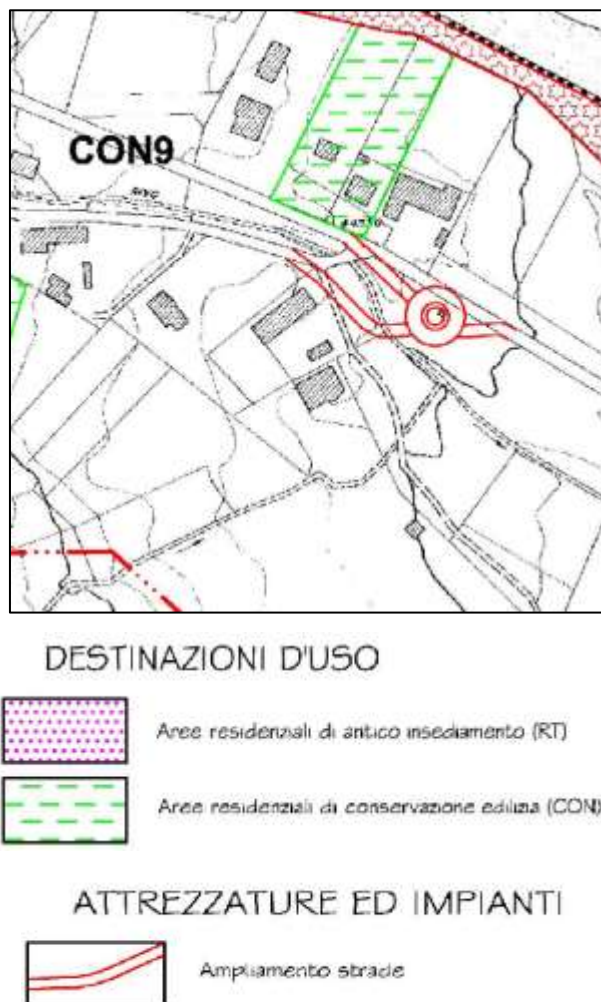 CON9
DESTINAZIONI D'USO
Aree residenziali di antico insediamento (RT)
Aree residenziali di conservazione edilizia (CON)
ATTREZZATURE ED IMPIANTI
Ampliamento strade